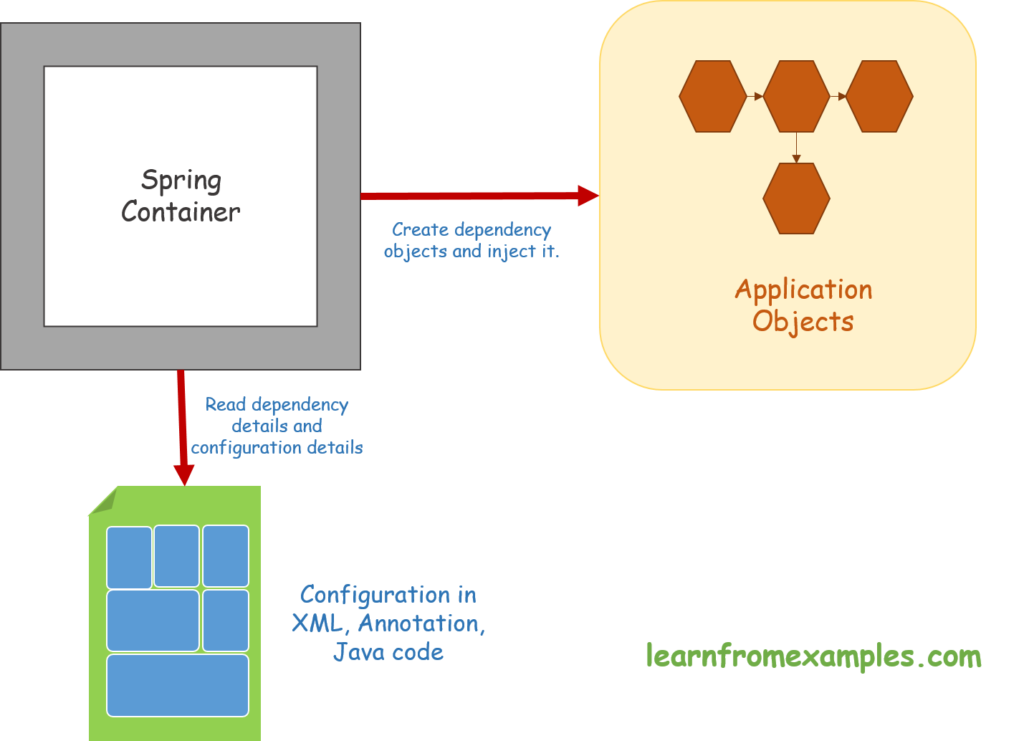 Spring
Container
Create dependency
objects and inject it.
Application
Objects
Read dependency
details and
configuration details
Configuration in
XML, Annotation,
Java code
learnfromexamples.com